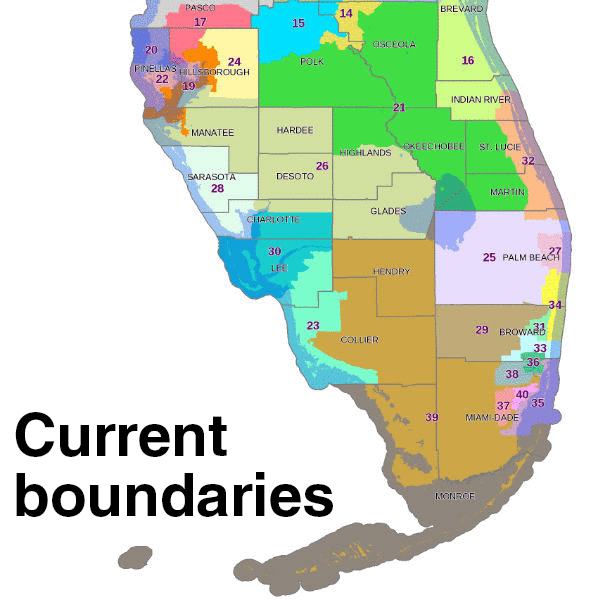 PASCO
17
15
14
BREVARD
OSCEOLA
20
24
16
PINELLAS
HILLSBOROUGH
POLK
22
19
INDIAN RIVER
21
MANATEE
HARDEE
HIGHLANDS
OKEECHOBEE
ST. LUCIE
32
26
SARASOTA
DESOTO
28
MARTIN
CHARLOTTE
GLADES
30
25
PALM BEACH
27
LEE
HENDRY
34
23
COLLIER
29
BROWARD
31
33
36
38
40
37
35
39
MIAMI-DADE
Current
boundaries
MONROE